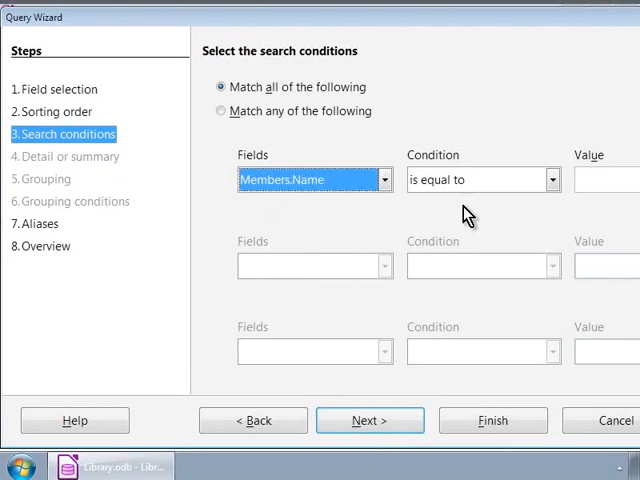 Query Wizard
Steps
1.Field selection
2.Sorting order
3.Search conditions
4.Detail or summary
5.Grouping
6.Grouping conditions
7.Aliases
8.Overview
Select the search conditions
Match all of the following
Match any of the following
Fields Condition Value
Members.Name is equal to
Fields Condition Value
Fields Condition Value
Help < Back Next > Finish Cancel
Library.odb - Libr...